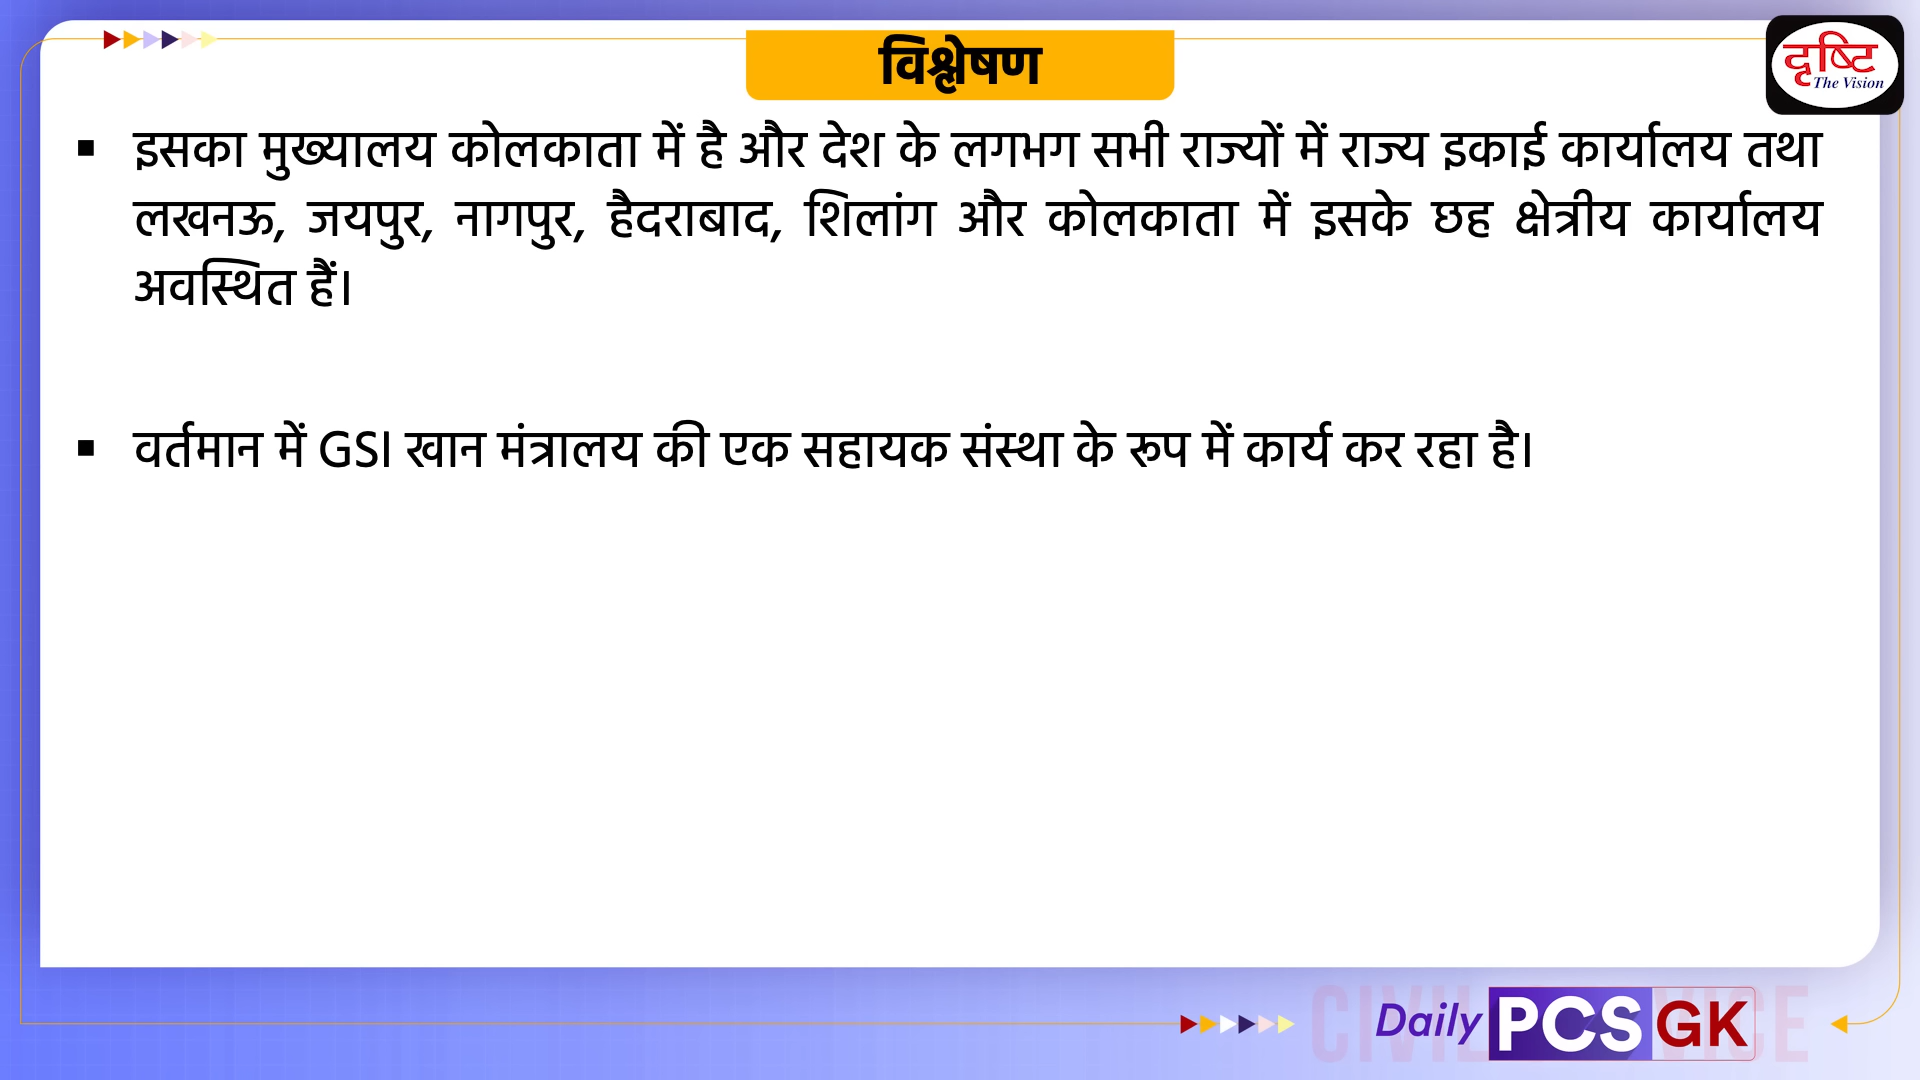 विश्लेषण
दृष्टि
The Vision
▪ इसका मुख्यालय कोलकाता में है और देश के लगभग सभी राज्यों में राज्य इकाई कार्यालय तथा
लखनऊ, जयपुर, नागपुर, हैदराबाद, शिलांग और कोलकाता में इसके छह क्षेत्रीय कार्यालय
अवस्थित हैं।
▪ वर्तमान में GSI खान मंत्रालय की एक सहायक संस्था के रूप में कार्य कर रहा है।
Daily PCS GK